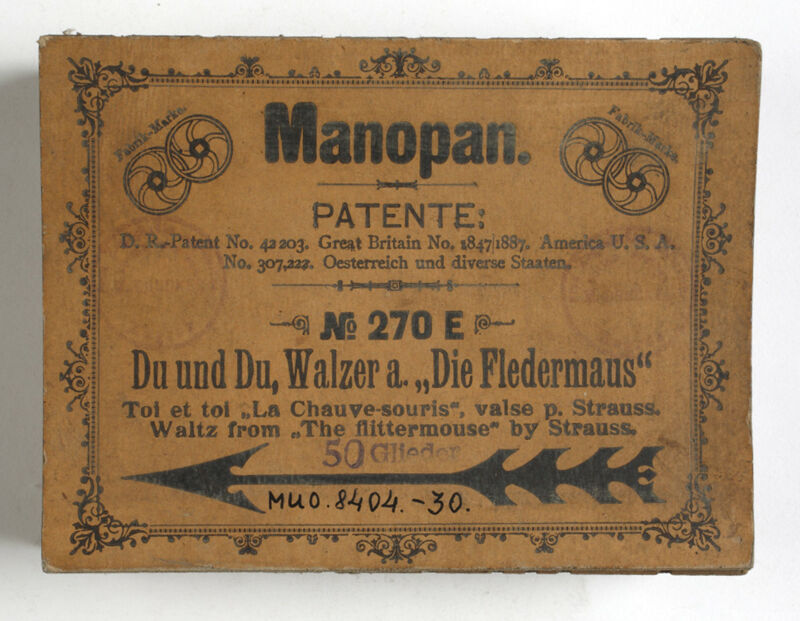 Fabrik-Marke.
Manopan.
Fabrik-Marke.
PATENTE:
D. R.-Patent No. 42203. Great Britain No. 1847/1887. America U. S. A.
No. 307,222. Oesterreich und diverse Staaten.
No 270 E
Du und Du, Walzer a. „Die Fledermaus“
Toi et toi „La Chauve-souris“, valse p. Strauss.
Waltz from „The flittermouse“ by Strauss.
50 Glieder
MUO.8404.-30.